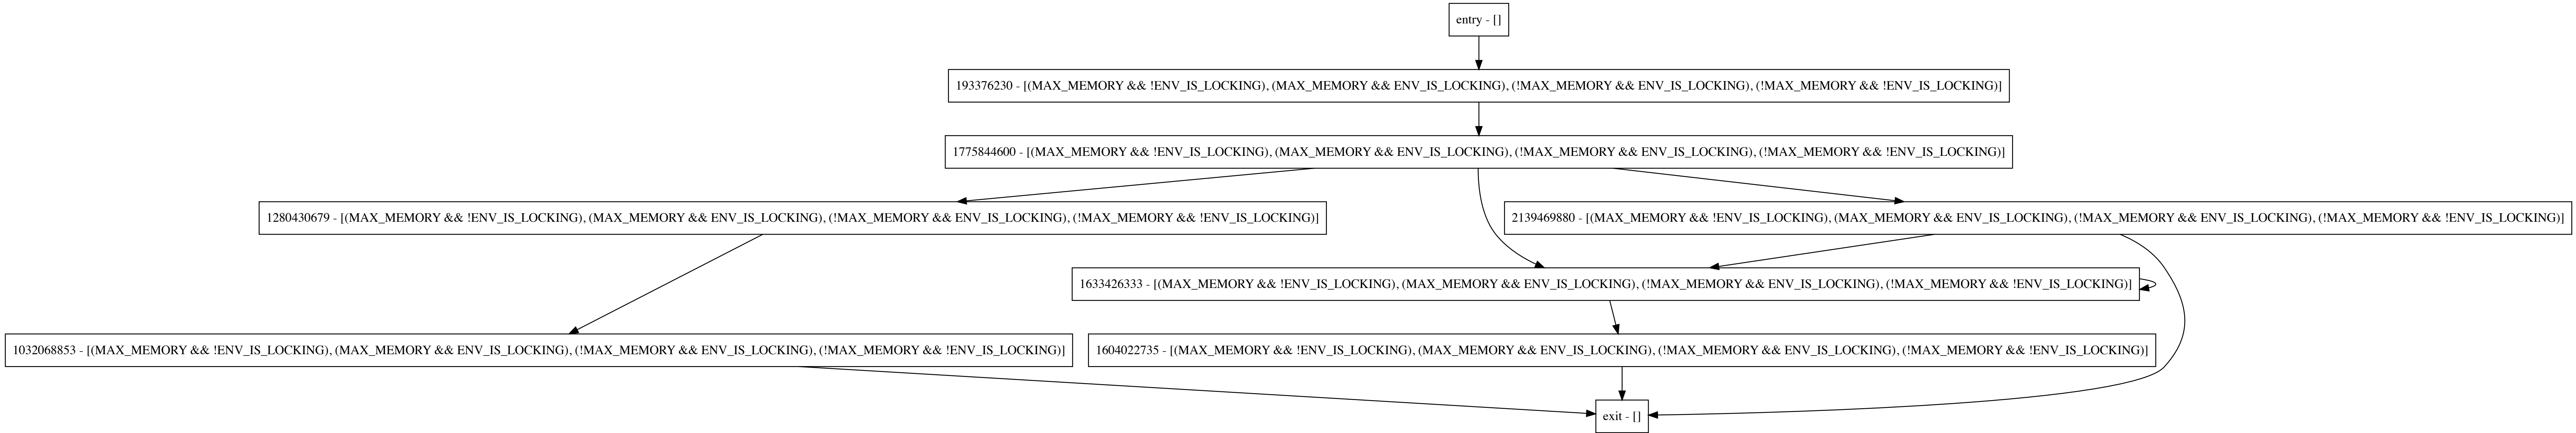 entry - []
193376230 - [(MAX_MEMORY && !ENV_IS_LOCKING), (MAX_MEMORY && ENV_IS_LOCKING), (!MAX_MEMORY && ENV_IS_LOCKING), (!MAX_MEMORY && !ENV_IS_LOCKING)]
1775844600 - [(MAX_MEMORY && !ENV_IS_LOCKING), (MAX_MEMORY && ENV_IS_LOCKING), (!MAX_MEMORY && ENV_IS_LOCKING), (!MAX_MEMORY && !ENV_IS_LOCKING)]
1280430679 - [(MAX_MEMORY && !ENV_IS_LOCKING), (MAX_MEMORY && ENV_IS_LOCKING), (!MAX_MEMORY && ENV_IS_LOCKING), (!MAX_MEMORY && !ENV_IS_LOCKING)]
2139469880 - [(MAX_MEMORY && !ENV_IS_LOCKING), (MAX_MEMORY && ENV_IS_LOCKING), (!MAX_MEMORY && ENV_IS_LOCKING), (!MAX_MEMORY && !ENV_IS_LOCKING)]
1633426333 - [(MAX_MEMORY && !ENV_IS_LOCKING), (MAX_MEMORY && ENV_IS_LOCKING), (!MAX_MEMORY && ENV_IS_LOCKING), (!MAX_MEMORY && !ENV_IS_LOCKING)]
1032068853 - [(MAX_MEMORY && !ENV_IS_LOCKING), (MAX_MEMORY && ENV_IS_LOCKING), (!MAX_MEMORY && ENV_IS_LOCKING), (!MAX_MEMORY && !ENV_IS_LOCKING)]
1604022735 - [(MAX_MEMORY && !ENV_IS_LOCKING), (MAX_MEMORY && ENV_IS_LOCKING), (!MAX_MEMORY && ENV_IS_LOCKING), (!MAX_MEMORY && !ENV_IS_LOCKING)]
exit - []